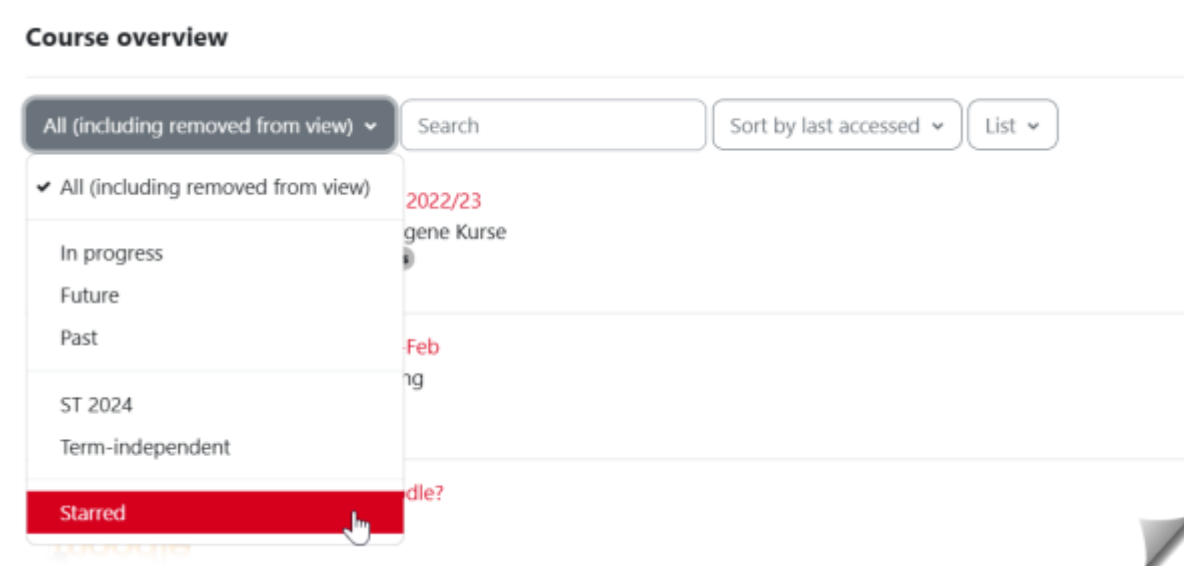 Course overview
All (including removed from view) Search Sort by last accessed List
All (including removed from view)
2022/23
In progress
gene Kurse
Future
Past
-Feb
ng
ST 2024
Term-independent
dle?
Starred